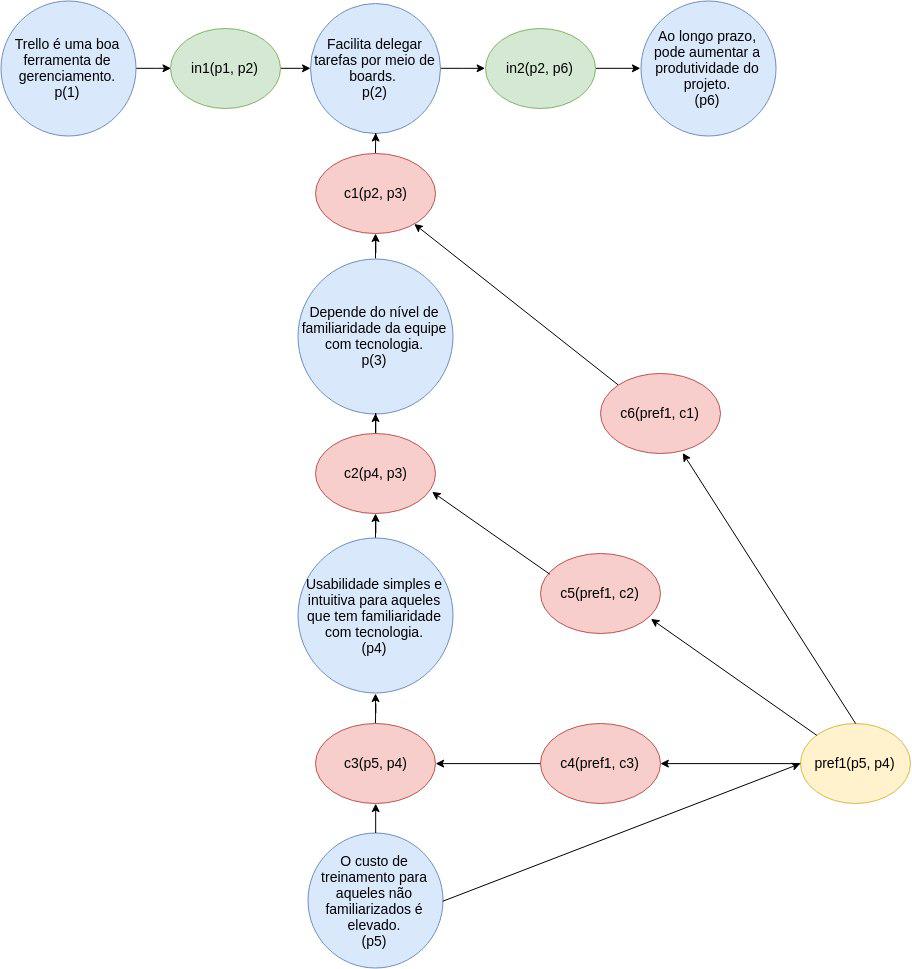 Trello é uma boa
ferramenta de
gerenciamento.
p(1)
in1(p1, p2)
Facilita delegar
tarefas por meio de
boards.
p(2)
in2(p2, p6)
Ao longo prazo,
pode aumentar a
produtividade do
projeto.
(p6)
c1(p2, p3)
Depende do nível de
familiaridade da equipe
com tecnologia.
p(3)
c6(pref1, c1)
c2(p4, p3)
Usabilidade simples e
intuitiva para aqueles
que tem familiaridade
com tecnologia.
(p4)
c5(pref1, c2)
c3(p5, p4)
c4(pref1, c3)
pref1(p5, p4)
O custo de
treinamento para
aqueles não
familiarizados é
elevado.
(p5)